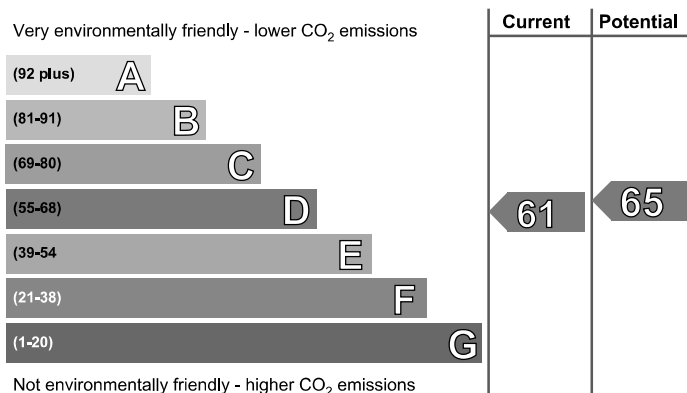 Very environmentally friendly - lower CO₂ emissions
Current
Potential
(92 plus) A
(81-91) B
(69-80) C
(55-68) D
61
65
(39-54 E
(21-38) F
(1-20) G
Not environmentally friendly - higher CO₂ emissions